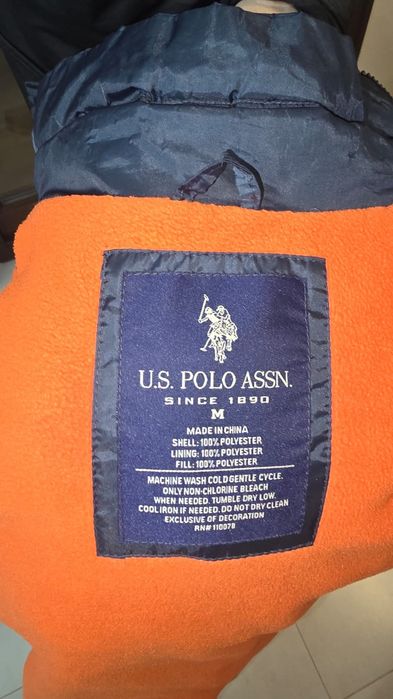 U.S. POLO ASSN.
SINCE 1890
M
MADE IN CHINA
SHELL: 100% POLYESTER
LINING: 100% POLYESTER
FILL: 100% POLYESTER
MACHINE WASH COLD GENTLE CYCLE.
ONLY NON-CHLORINE BLEACH
WHEN NEEDED. TUMBLE DRY LOW.
COOL IRON IF NEEDED. DO NOT DRY CLEAN
EXCLUSIVE OF DECORATION
RN# 110078